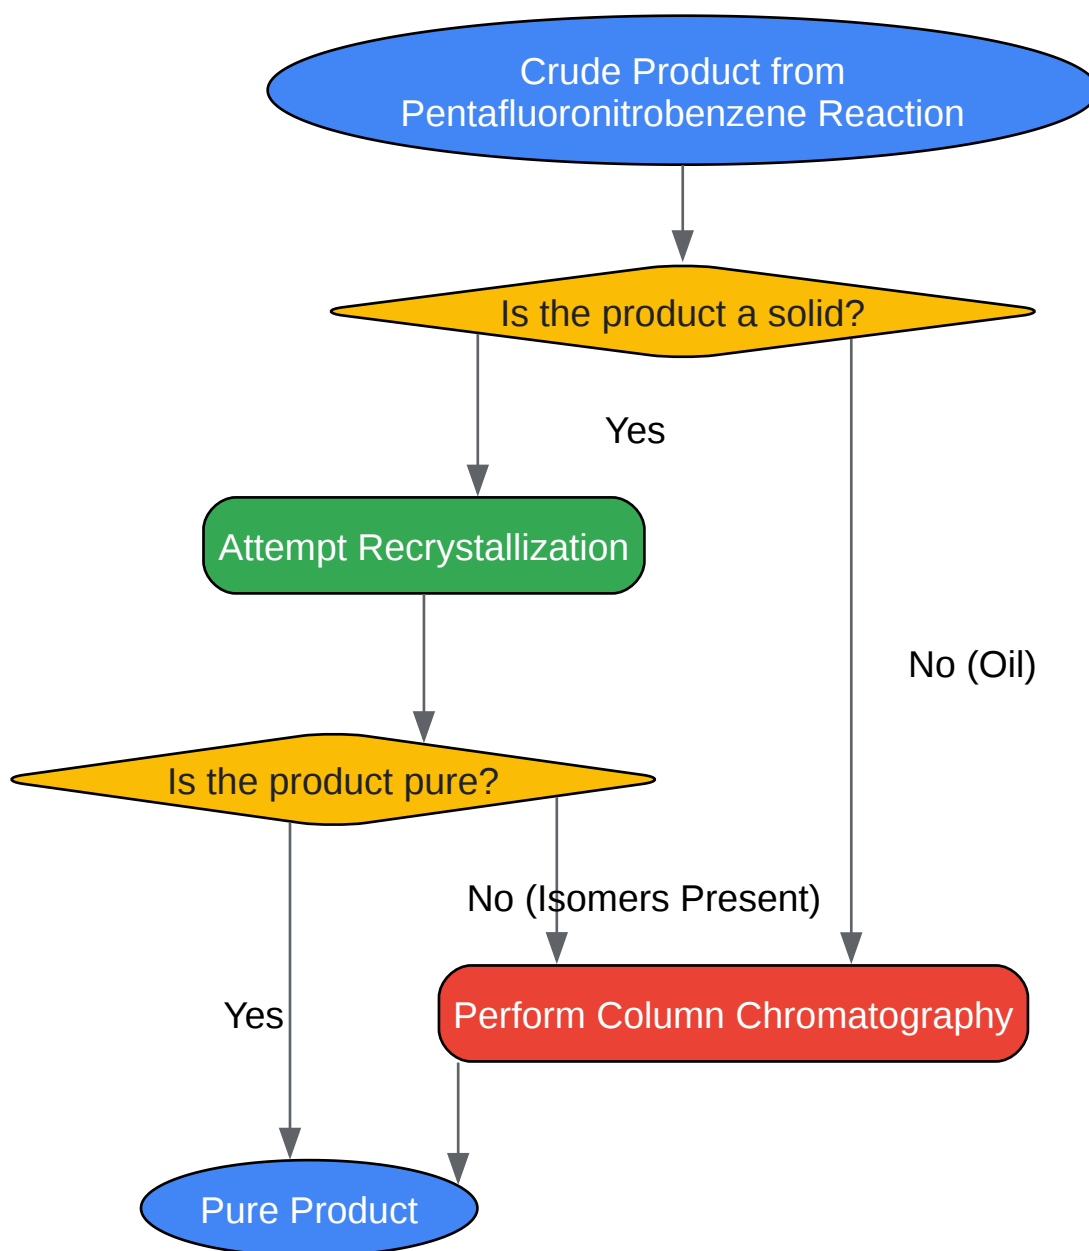 Crude Product from
Pentafluoronitrobenzene Reaction
Is the product a solid?
Yes
Attempt Recrystallization
No (Oil)
Is the product pure?
No (Isomers Present)
Yes
Perform Column Chromatography
Pure Product